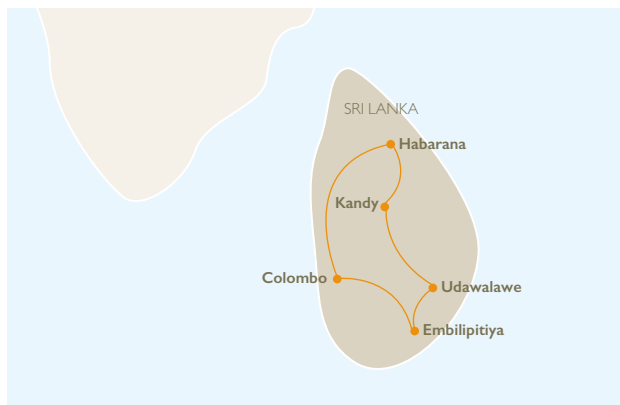 SRI LANKA
Habarana
Kandy
Colombo
Udawalawe
Embilipitiya